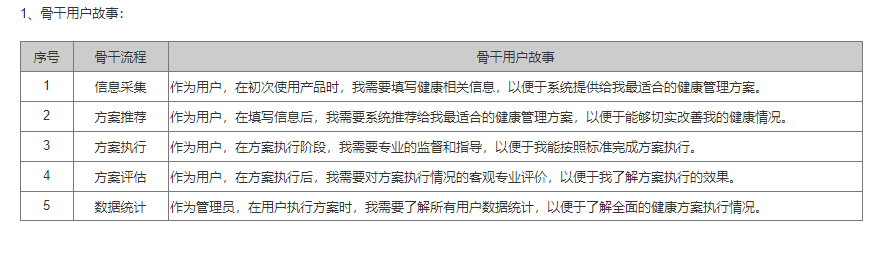 1、骨干用户故事：
序号 骨干流程 骨干用户故事
1 信息采集 作为用户，在初次使用产品时，我需要填写健康相关信息，以便于系统提供给我最适合的健康管理方案。
2 方案推荐 作为用户，在填写信息后，我需要系统推荐给我最适合的健康管理方案，以便于能够切实改善我的健康情况。
3 方案执行 作为用户，在方案执行阶段，我需要专业的监督和指导，以便于我能按照标准完成方案执行。
4 方案评估 作为用户，在方案执行后，我需要对方案执行情况的客观专业评价，以便于我了解方案执行的效果。
5 数据统计 作为管理员，在用户执行方案时，我需要了解所有用户数据统计，以便于了解全面的健康方案执行情况。